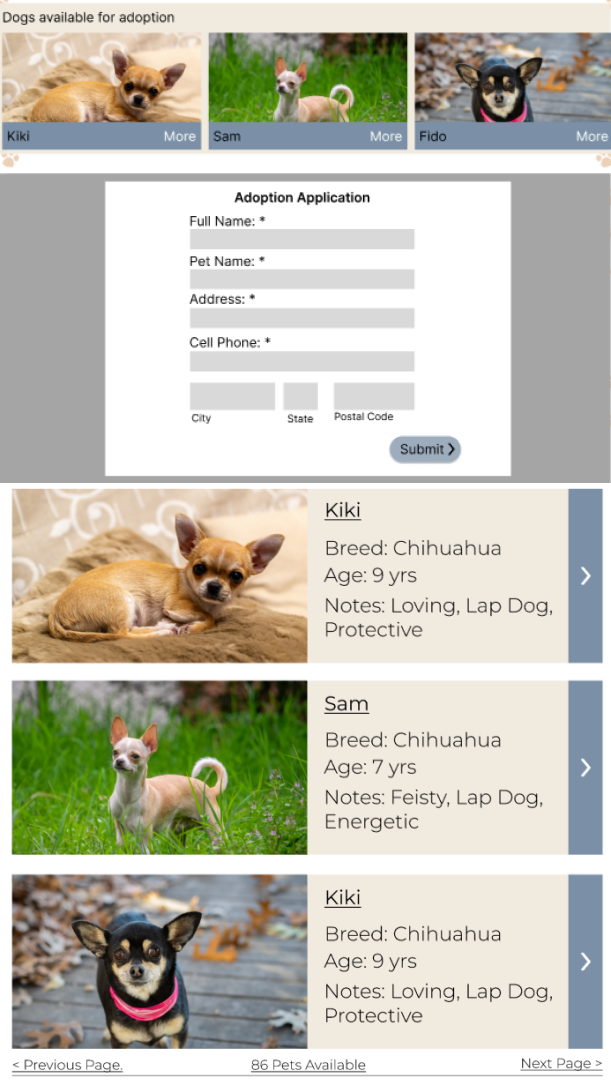 Dogs available for adoption
Kiki More Sam More Fido More
Adoption Application
Full Name: *
Pet Name: *
Address: *
Cell Phone: *
City State Postal Code
Submit >
Kiki
Breed: Chihuahua
Age: 9 yrs
Notes: Loving, Lap Dog,
Protective
Sam
Breed: Chihuahua
Age: 7 yrs
Notes: Feisty, Lap Dog,
Energetic
Kiki
Breed: Chihuahua
Age: 9 yrs
Notes: Loving, Lap Dog,
Protective
< Previous Page. 86 Pets Available Next Page >